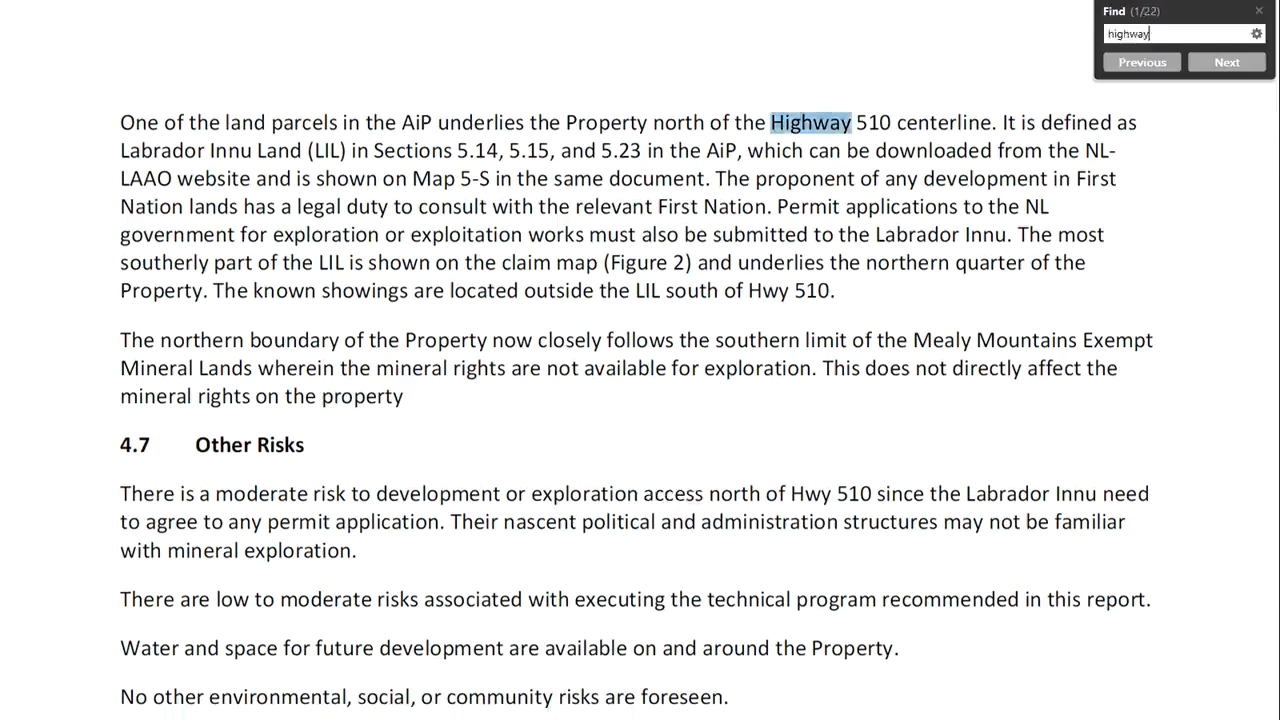 Find (1/22)
highway
Previous Next
One of the land parcels in the AiP underlies the Property north of the Highway 510 centerline. It is defined as
Labrador Innu Land (LIL) in Sections 5.14, 5.15, and 5.23 in the AiP, which can be downloaded from the NL-
LAAO website and is shown on Map 5-S in the same document. The proponent of any development in First
Nation lands has a legal duty to consult with the relevant First Nation. Permit applications to the NL
government for exploration or exploitation works must also be submitted to the Labrador Innu. The most
southerly part of the LIL is shown on the claim map (Figure 2) and underlies the northern quarter of the
Property. The known showings are located outside the LIL south of Hwy 510.
The northern boundary of the Property now closely follows the southern limit of the Mealy Mountains Exempt
Mineral Lands wherein the mineral rights are not available for exploration. This does not directly affect the
mineral rights on the property
4.7 Other Risks
There is a moderate risk to development or exploration access north of Hwy 510 since the Labrador Innu need
to agree to any permit application. Their nascent political and administration structures may not be familiar
with mineral exploration.
There are low to moderate risks associated with executing the technical program recommended in this report.
Water and space for future development are available on and around the Property.
No other environmental, social, or community risks are foreseen.